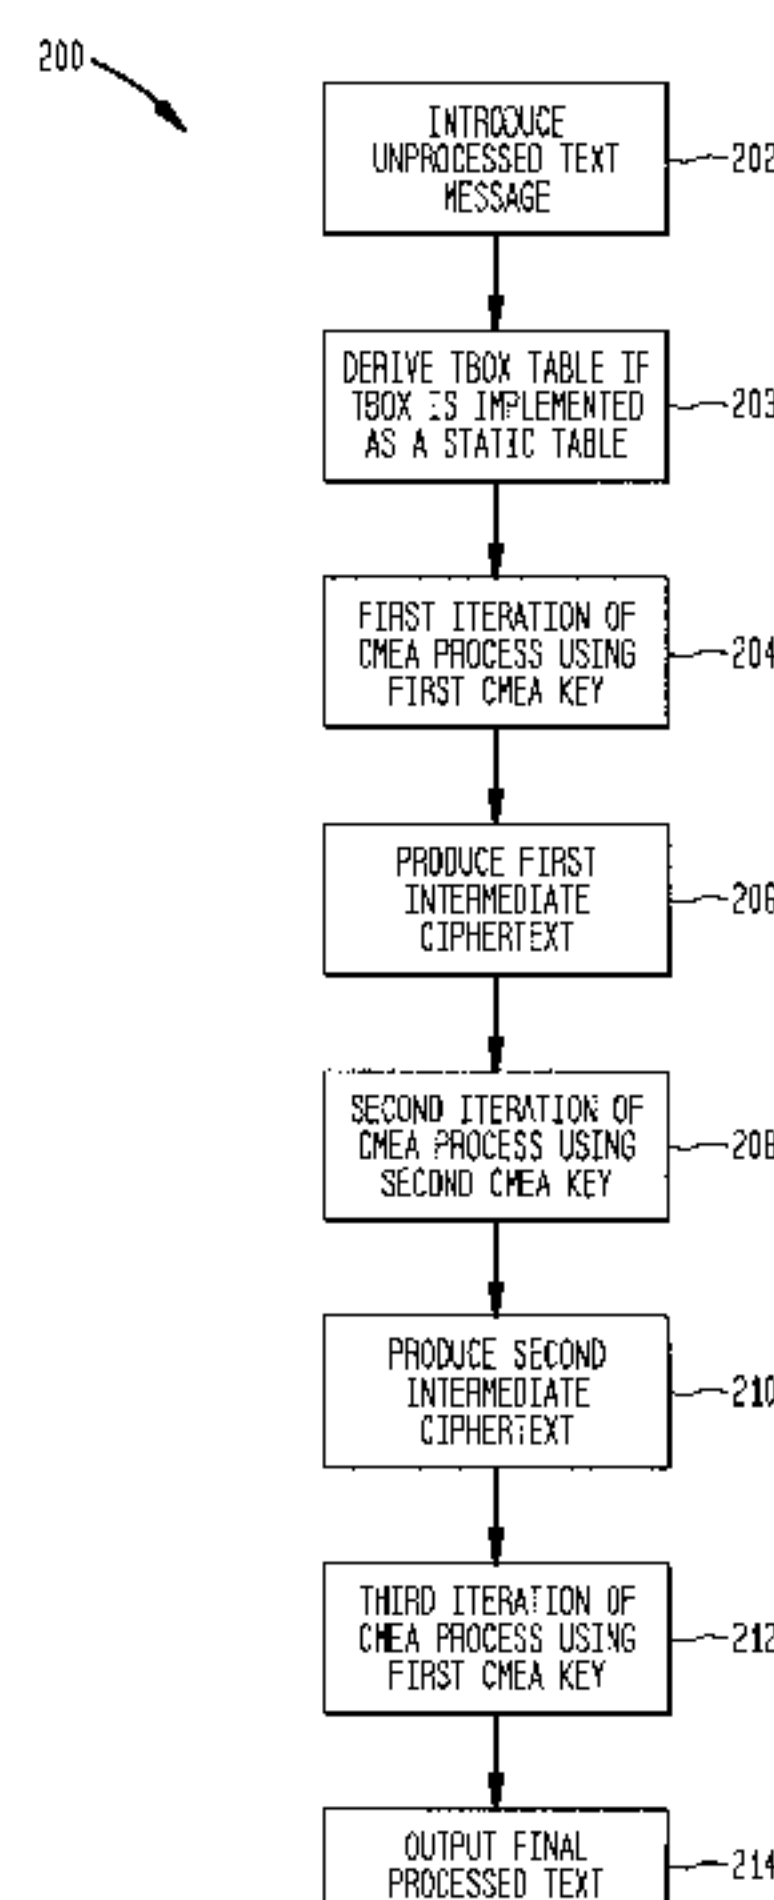 200
INTRODUCE
UNPROCESSED TEXT
MESSAGE
202
DERIVE TBOX TABLE IF
TBOX IS IMPLEMENTED
AS A STATIC TABLE
203
FIRST ITERATION OF
CMEA PROCESS USING
FIRST CMEA KEY
204
PRODUCE FIRST
INTERMEDIATE
CIPHERTEXT
206
SECOND ITERATION OF
CMEA PROCESS USING
SECOND CMEA KEY
208
PRODUCE SECOND
INTERMEDIATE
CIPHERTEXT
210
THIRD ITERATION OF
CMEA PROCESS USING
FIRST CMEA KEY
212
OUTPUT FINAL
PROCESSED TEXT
214